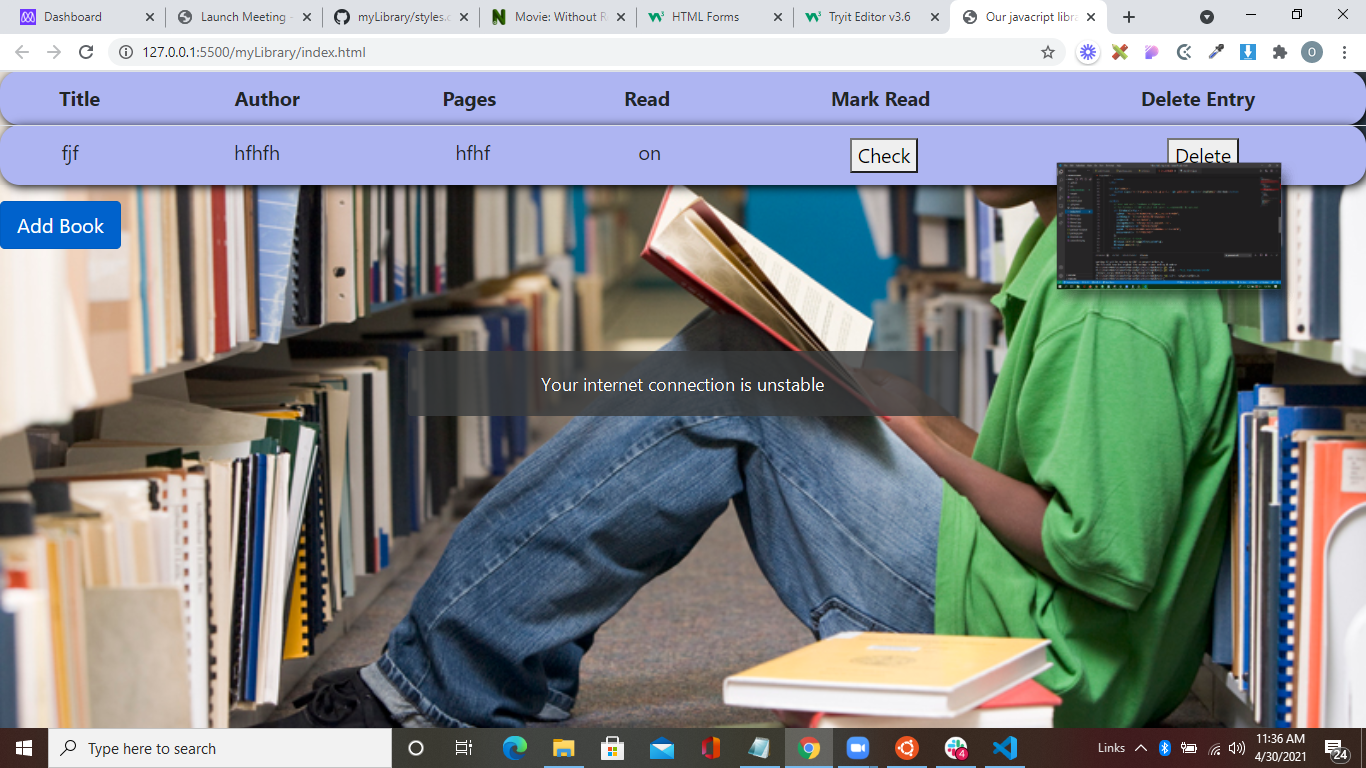 Dashboard
Launch Meeting
myLibrary/styles.c
Movie: Without R
HTML Forms
Tryit Editor v3.6
Our javacript libra
127.0.0.1:5500/myLibrary/index.html
O
Title Author Pages Read Mark Read Delete Entry
fjf hfhfh hfhf on Check Delete
Add Book
Your internet connection is unstable
Type here to search
4
Links
11:36 AM
4/30/2021
24